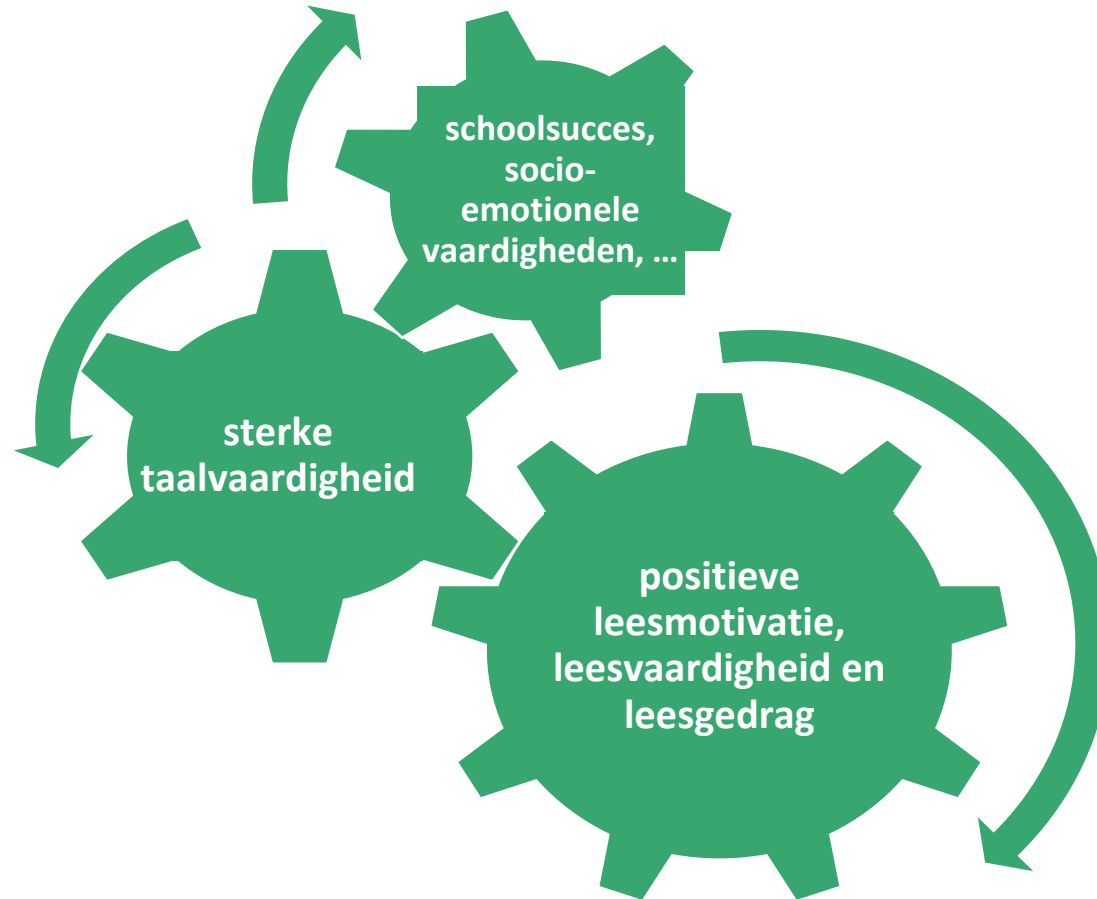 schoolsucces,
socio-
emotionele
vaardigheden, …
sterke
taalvaardigheid
positieve
leesmotivatie,
leesvaardigheid en
leesgedrag